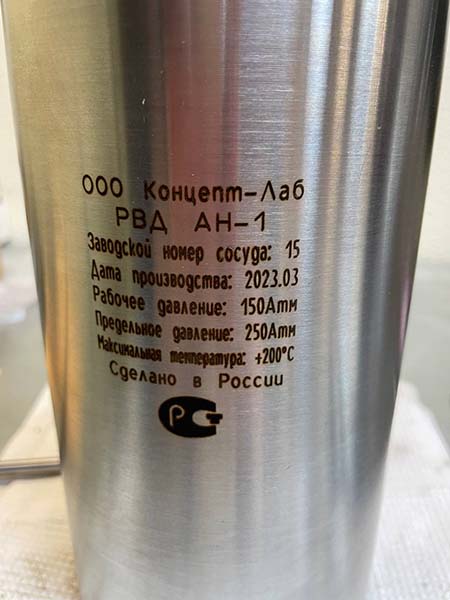 ООО Концепт-Лаб
РВД АН-1
Заводской номер сосуда: 15
Дата производства: 2023.03
Рабочее давление: 150Атм
Предельное давление: 250Атм
Максимальная температура: +200°C
Сделано в России
РСТ